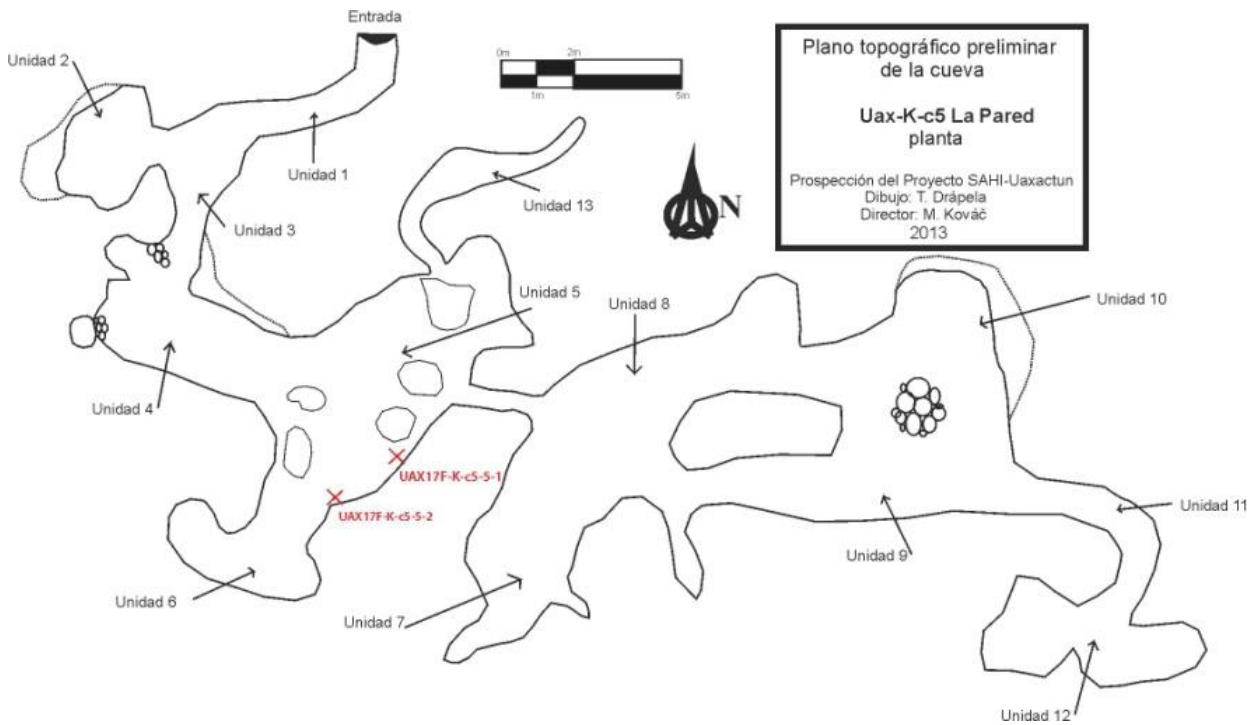 Entrada
Unidad 2
0m 2m
1m 5m
Plano topográfico preliminar
de la cueva
Uax-K-c5 La Pared
planta
Prospección del Proyecto SAHI-Uaxactun
Dibujo: T. Drápela
Director: M. Kováč
2013
Unidad 1
Unidad 13
N
Unidad 3
Unidad 5
Unidad 8
Unidad 10
Unidad 4
UAX17F-K-c5-5-1
UAX17F-K-c5-5-2
Unidad 11
Unidad 9
Unidad 6
Unidad 7
Unidad 12